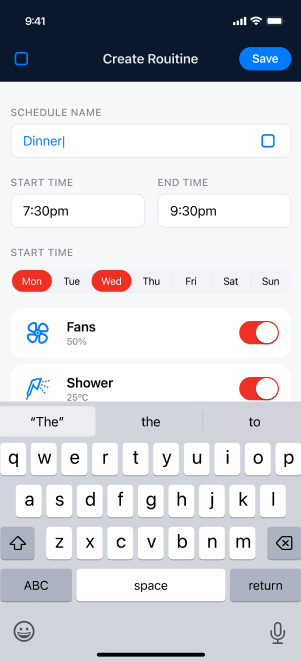 9:41
Create Rouitine
Save
SCHEDULE NAME
Dinner
START TIME
END TIME
7:30pm
9:30pm
START TIME
Mon Tue Wed Thu Fri Sat Sun
Fans
50%
Shower
25°C
“The” the to
q w e r t y u i o p
a s d f g h j k l
z x c v b n m
ABC space return